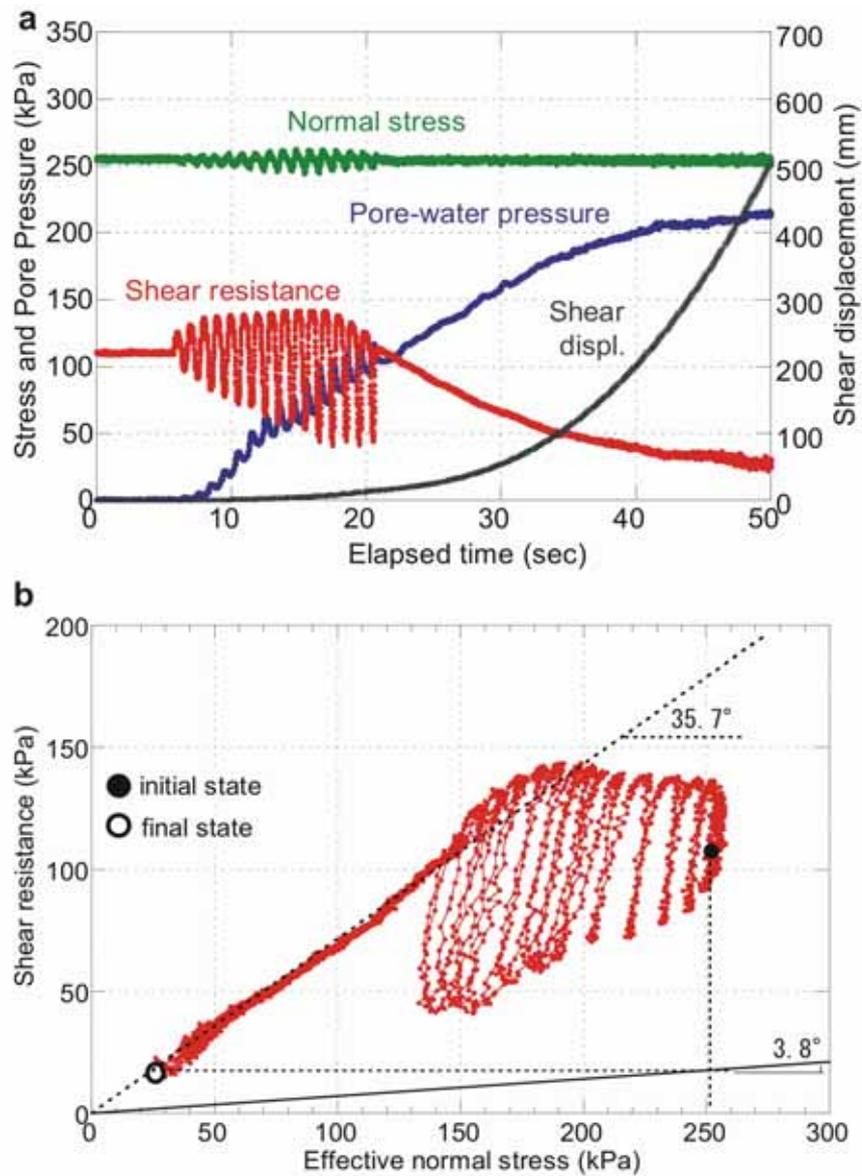 a
350
300
250
200
150
100
50
0
Stress and Pore Pressure (kPa)
700
600
500
400
300
200
100
0
Shear displacement (mm)
Normal stress
Pore-water pressure
Shear resistance
Shear
displ.
0
10
20
30
40
50
Elapsed time (sec)
b
200
150
100
50
0
Shear resistance (kPa)
35.7°
initial state
final state
3.8°
50
100
150
200
250
300
Effective normal stress (kPa)